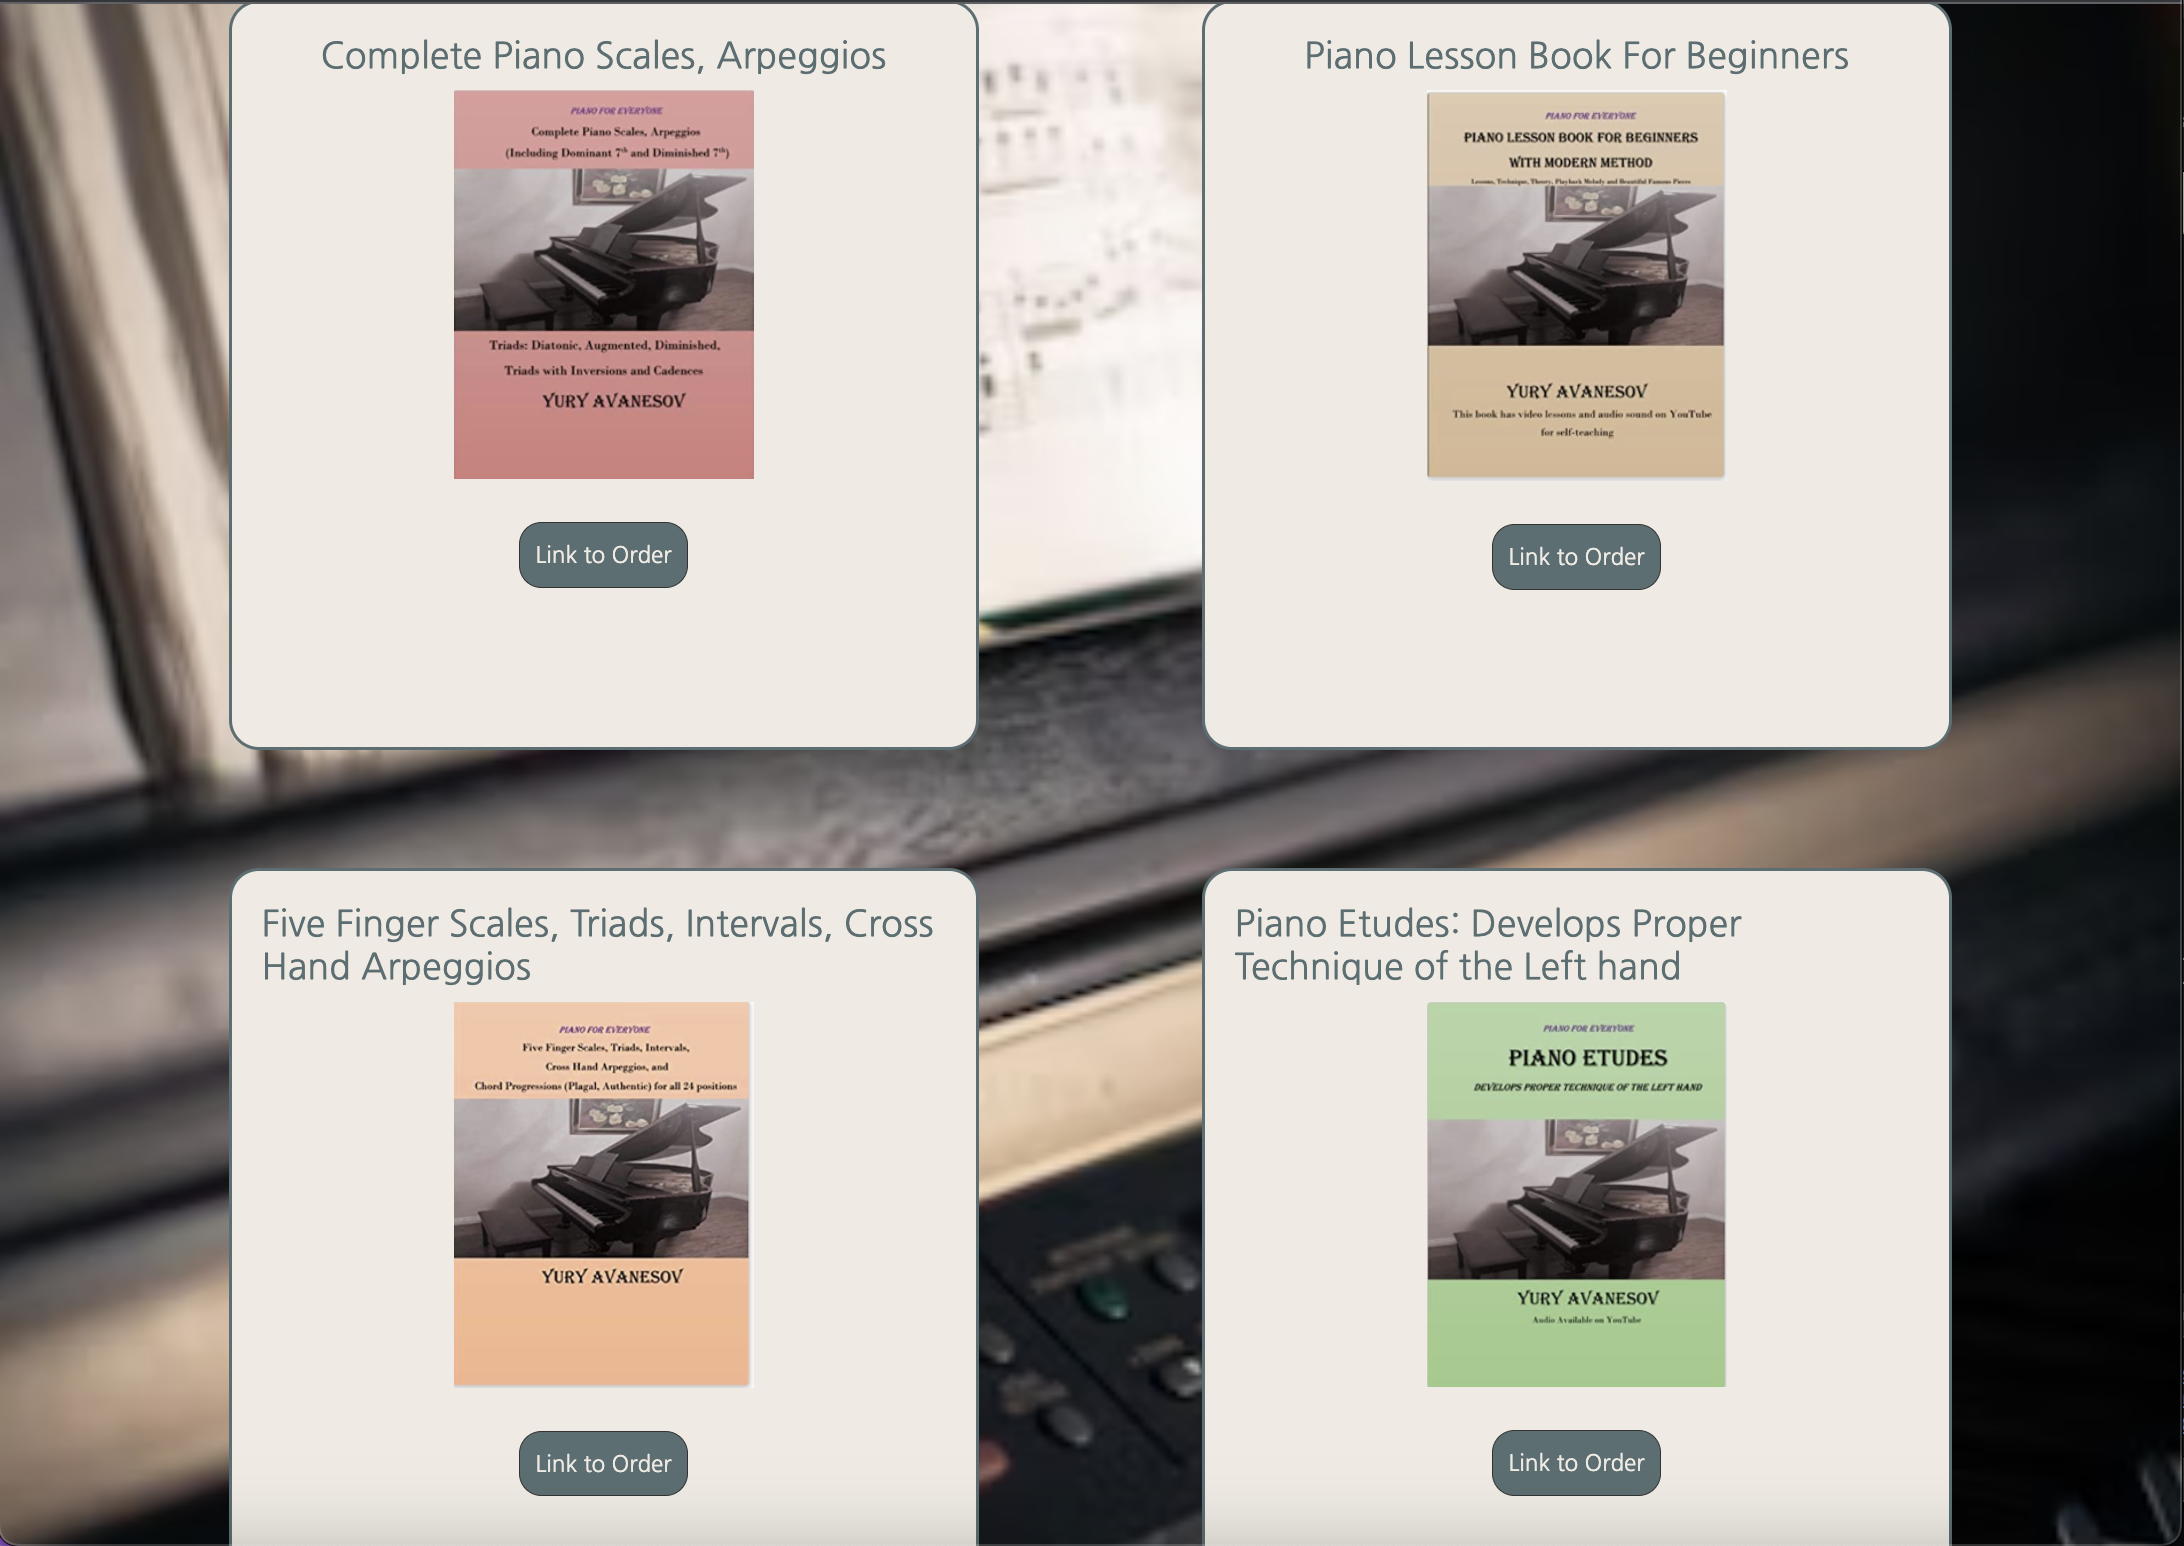 Complete Piano Scales, Arpeggios
PIANO FOR EVERYONE
Complete Piano Scales, Arpeggios
(Including Dominant 7th and Diminished 7th)
Triads: Diatonic, Augmented, Diminished,
Triads with Inversions and Cadences
YURY AVANESOV
Link to Order
Piano Lesson Book For Beginners
PIANO FOR EVERYONE
PIANO LESSON BOOK FOR BEGINNERS
WITH MODERN METHOD
Lessons, Technique, Theory, Playback Melody and Beautiful Famous Pieces
YURY AVANESOV
This book has video lessons and audio sound on YouTube
for self-teaching
Link to Order
Five Finger Scales, Triads, Intervals, Cross
Hand Arpeggios
PIANO FOR EVERYONE
Five Finger Scales, Triads, Intervals,
Cross Hand Arpeggios, and
Chord Progressions (Plagal, Authentic) for all 24 positions
YURY AVANESOV
Link to Order
Piano Etudes: Develops Proper
Technique of the Left hand
PIANO FOR EVERYONE
PIANO ETUDES
DEVELOPS PROPER TECHNIQUE OF THE LEFT HAND
YURY AVANESOV
Audio Available on YouTube
Link to Order